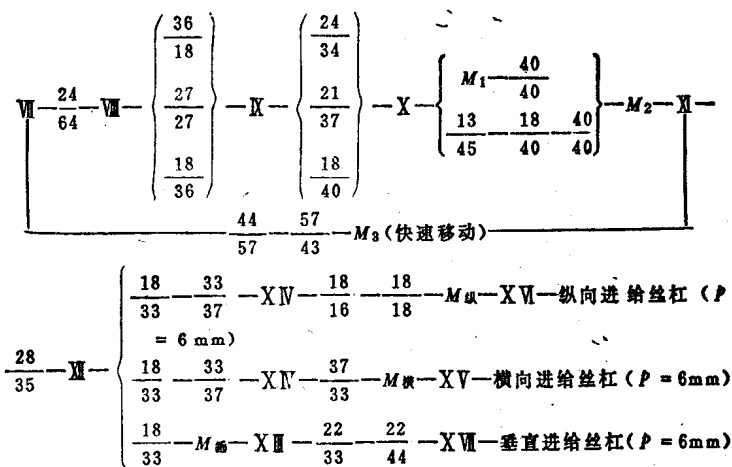 Ⅶ—24/64—Ⅷ—{36/18, 27/27, 18/36}—Ⅸ—{24/34, 21/37, 18/40}—Ⅹ—{M₁—40/40, 13/45—18/40—40/40}—M₂—Ⅺ—
44/57—57/43—M₃(快速移动)
28/35—Ⅻ—
18/33—33/37—ⅩⅣ—18/16—18/18—M纵—ⅩⅥ—纵向进给丝杠(P
= 6 mm)
18/33—33/37—ⅩⅣ—37/33—M横—ⅩⅤ—横向进给丝杠(P = 6mm)
18/33—M—ⅩⅢ—22/33—22/44—ⅩⅦ—垂直进给丝杠(P = 6mm)